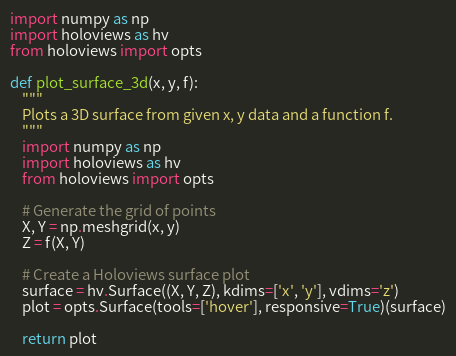 import numpy as np
import holoviews as hv
from holoviews import opts

def plot_surface_3d(x, y, f):
    """
    Plots a 3D surface from given x, y data and a function f.
    """
    import numpy as np
    import holoviews as hv
    from holoviews import opts

    # Generate the grid of points
    X, Y = np.meshgrid(x, y)
    Z = f(X, Y)

    # Create a Holoviews surface plot
    surface = hv.Surface((X, Y, Z), kdims=['x', 'y'], vdims='z')
    plot = opts.Surface(tools=['hover'], responsive=True)(surface)

    return plot